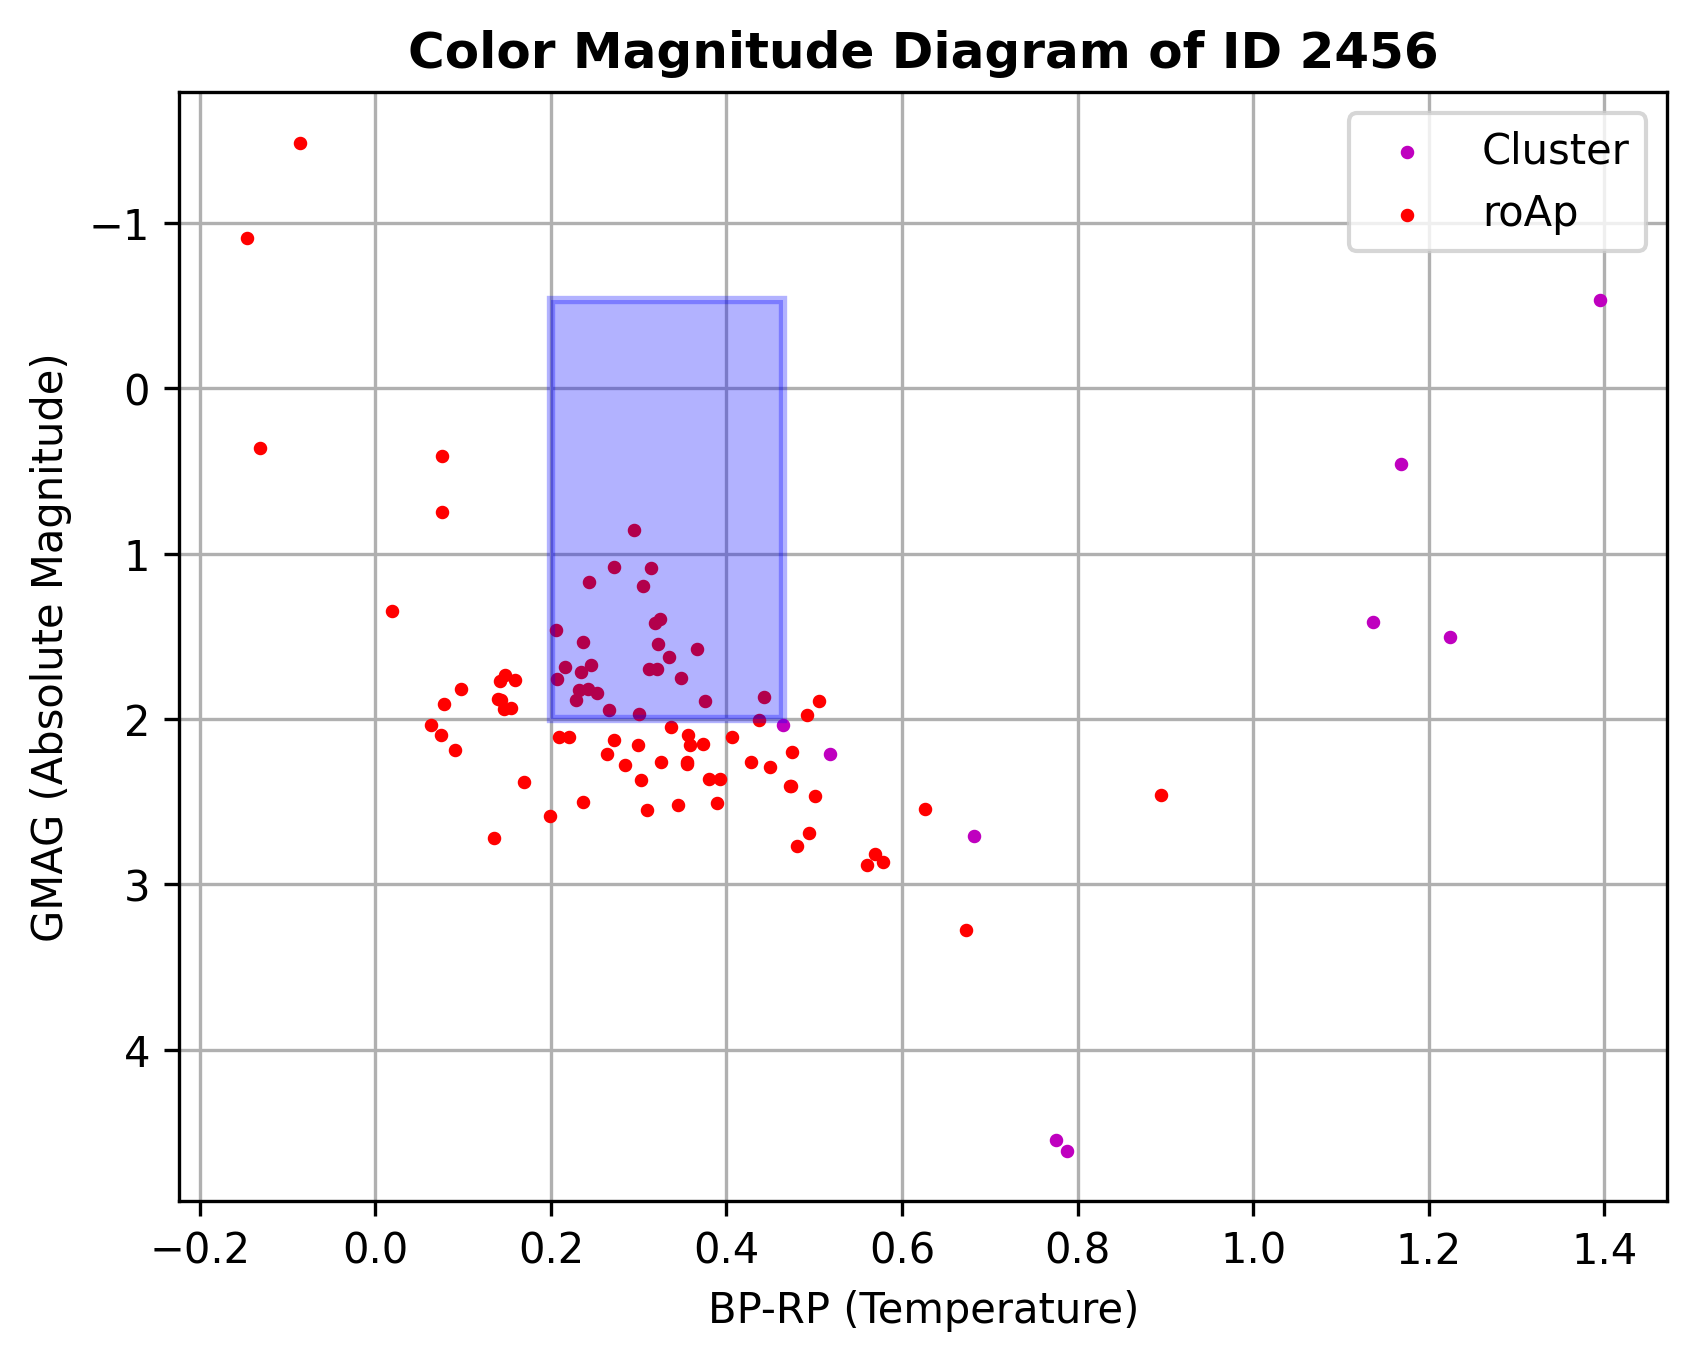 Color Magnitude Diagram of ID 2456
Cluster
roAp
GMAG (Absolute Magnitude)
−1
0
1
2
3
4
−0.2 0.0 0.2 0.4 0.6 0.8 1.0 1.2 1.4
BP-RP (Temperature)